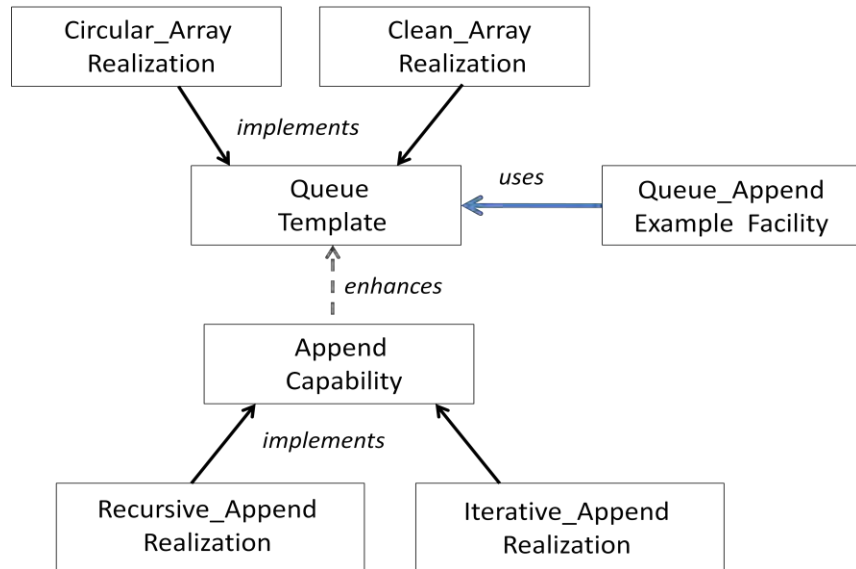 Circular_Array
Realization
Clean_Array
Realization
implements
Queue
Template
uses
Queue_Append
Example Facility
enhances
Append
Capability
implements
Recursive_Append
Realization
Iterative_Append
Realization